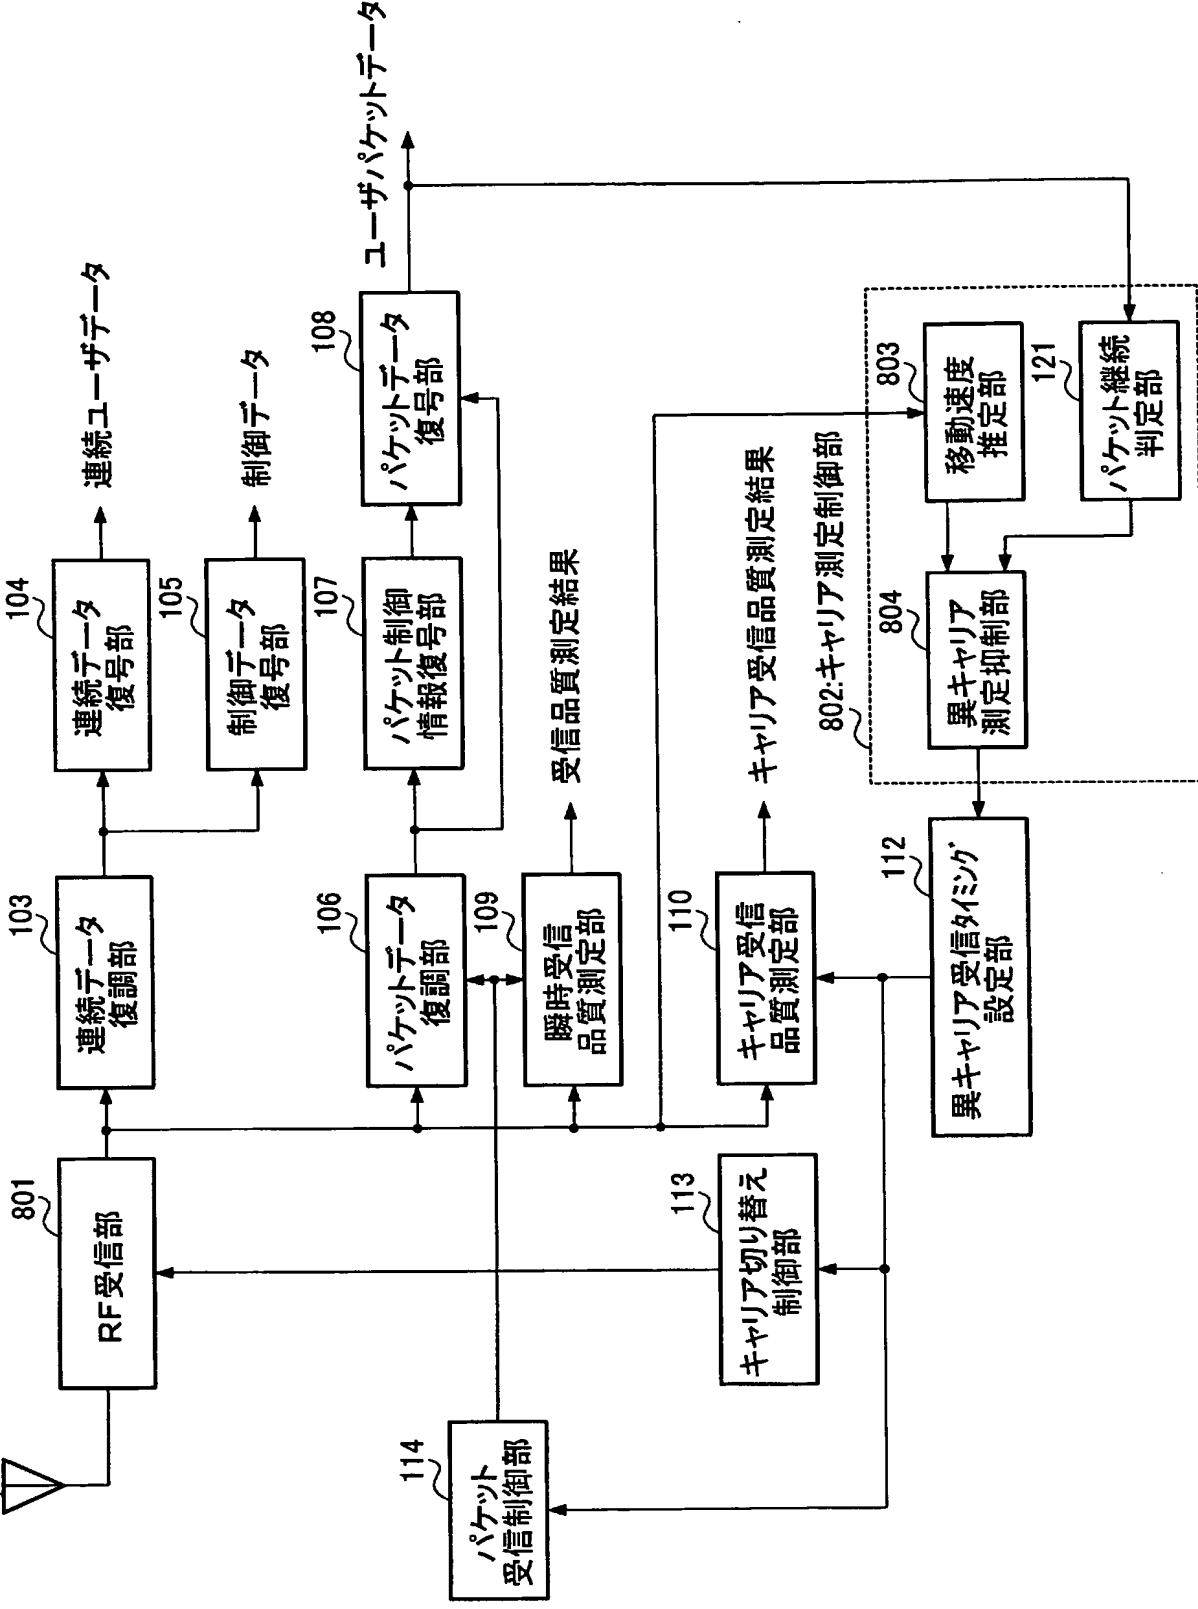 801
RF受信部
103
連続データ
復調部
104
連続データ
復号部
連続ユーザデータ
105
制御データ
復号部
制御データ
106
パケットデータ
復調部
107
パケット制御
情報復号部
108
パケットデータ
復号部
ユーザパケットデータ
109
瞬時受信
品質測定部
受信品質測定結果
110
キャリア受信
品質測定部
キャリア受信品質測定結果
114
パケット
受信制御部
113
キャリア切り替え
制御部
112
異キャリア受信タイミング
設定部
802:キャリア測定制御部
804
異キャリア
測定抑制部
803
移動速度
推定部
121
パケット継続
判定部